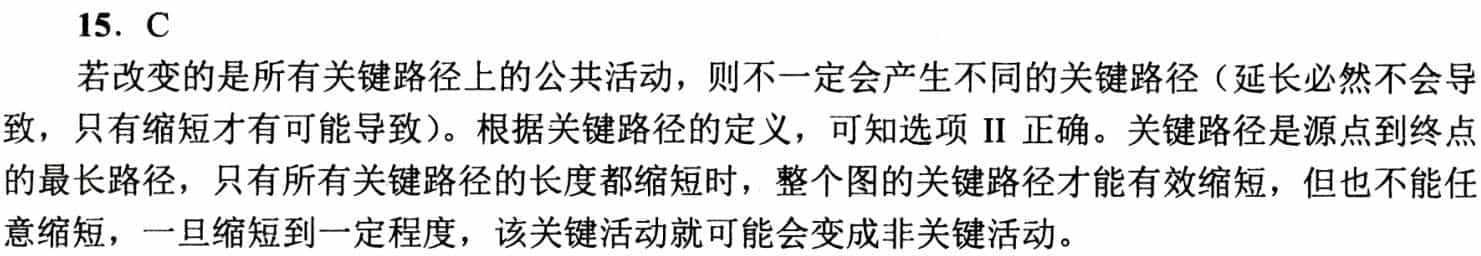 15. C
若改变的是所有关键路径上的公共活动，则不一定会产生不同的关键路径（延长必然不会导
致，只有缩短才有可能导致）。根据关键路径的定义，可知选项 II 正确。关键路径是源点到终点
的最长路径，只有所有关键路径的长度都缩短时，整个图的关键路径才能有效缩短，但也不能任
意缩短，一旦缩短到一定程度，该关键活动就可能会变成非关键活动。